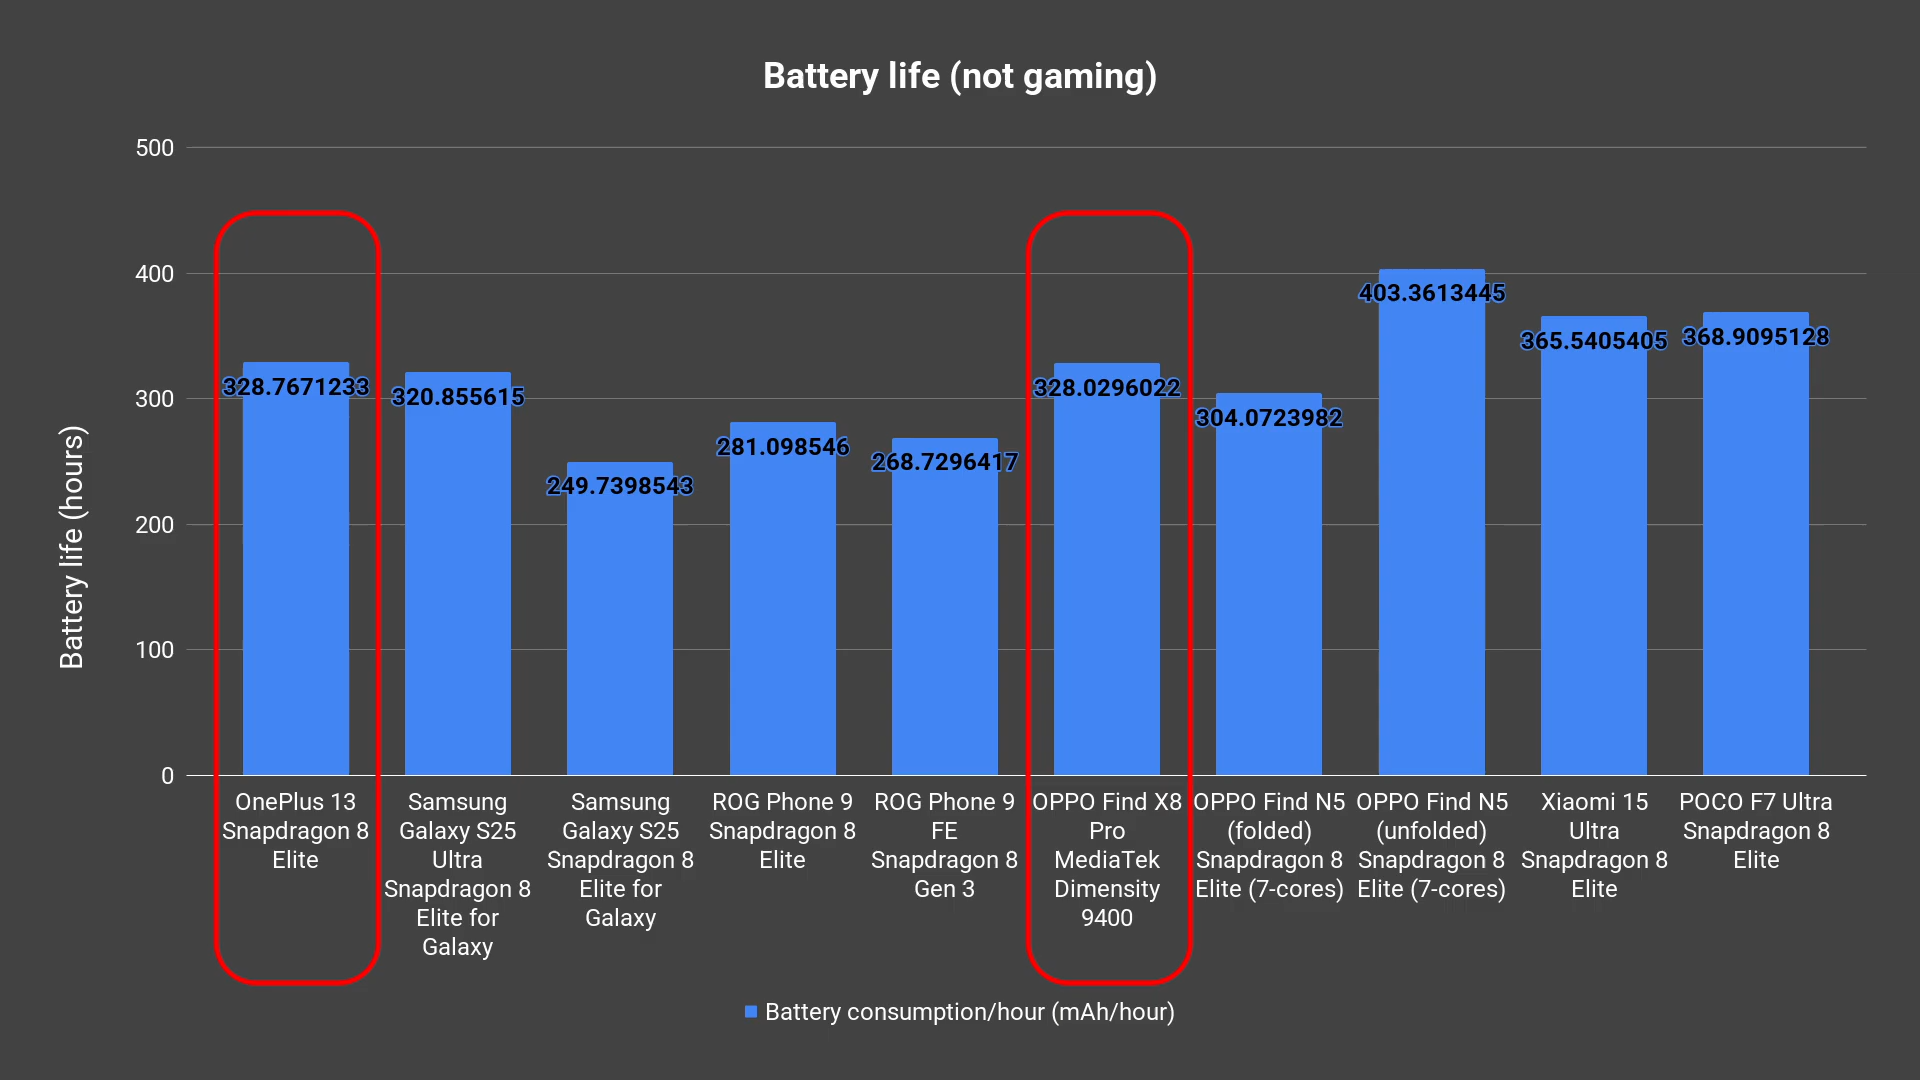 Battery life (not gaming)
Battery life (hours)
500
400
300
200
100
0
328.7671233
320.855615
249.7398543
281.098546
268.7296417
328.0296022
304.0723982
403.3613445
365.5405405
368.9095128
OnePlus 13
Snapdragon 8
Elite
Samsung
Galaxy S25
Ultra
Snapdragon 8
Elite for
Galaxy
Samsung
Galaxy S25
Snapdragon 8
Elite for
Galaxy
ROG Phone 9
Snapdragon 8
Elite
ROG Phone 9
FE
Snapdragon 8
Gen 3
OPPO Find X8
Pro
MediaTek
Dimensity
9400
OPPO Find N5
(folded)
Snapdragon 8
Elite (7-cores)
OPPO Find N5
(unfolded)
Snapdragon 8
Elite (7-cores)
Xiaomi 15
Ultra
Snapdragon 8
Elite
POCO F7 Ultra
Snapdragon 8
Elite
Battery consumption/hour (mAh/hour)